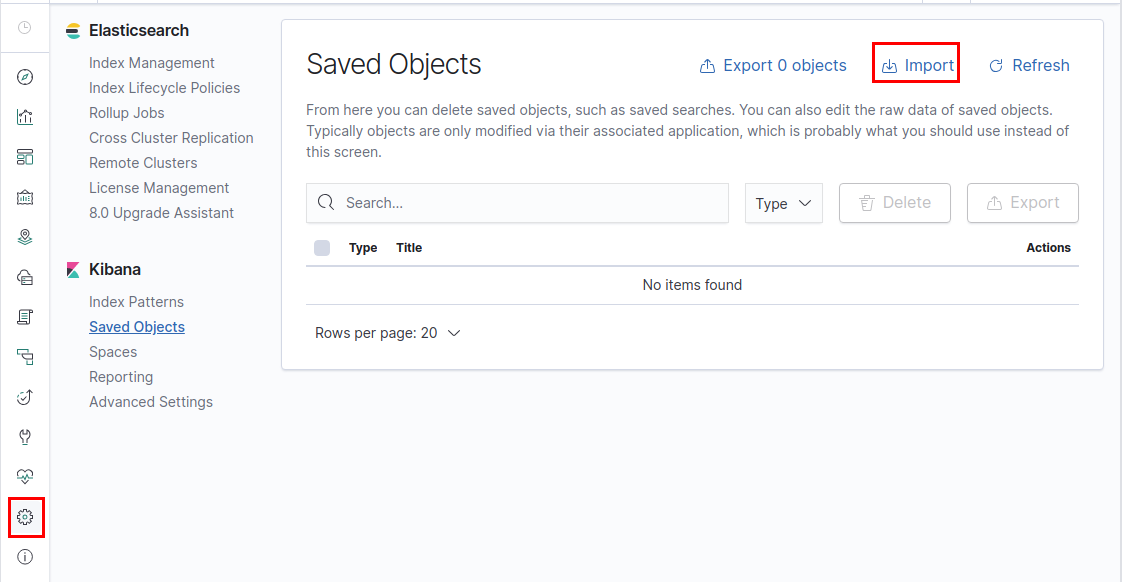 Elasticsearch
Index Management
Index Lifecycle Policies
Rollup Jobs
Cross Cluster Replication
Remote Clusters
License Management
8.0 Upgrade Assistant
Kibana
Index Patterns
Saved Objects
Spaces
Reporting
Advanced Settings
Saved Objects
Export 0 objects
Import
Refresh
From here you can delete saved objects, such as saved searches. You can also edit the raw data of saved objects.
Typically objects are only modified via their associated application, which is probably what you should use instead of
this screen.
Search...
Type
Delete
Export
Type Title Actions
No items found
Rows per page: 20